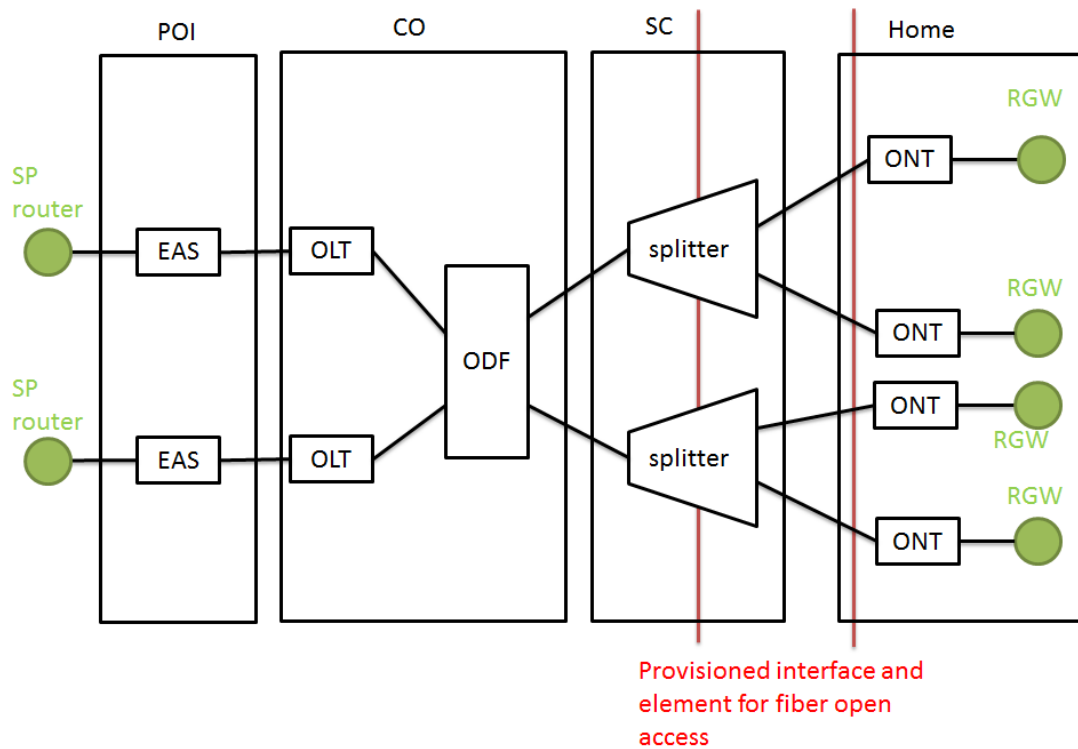 POI
CO
SC
Home
RGW
ONT
SP
router
EAS
OLT
splitter
RGW
ONT
ODF
SP
router
ONT
RGW
EAS
OLT
splitter
RGW
ONT
Provisioned interface and
element for fiber open
access